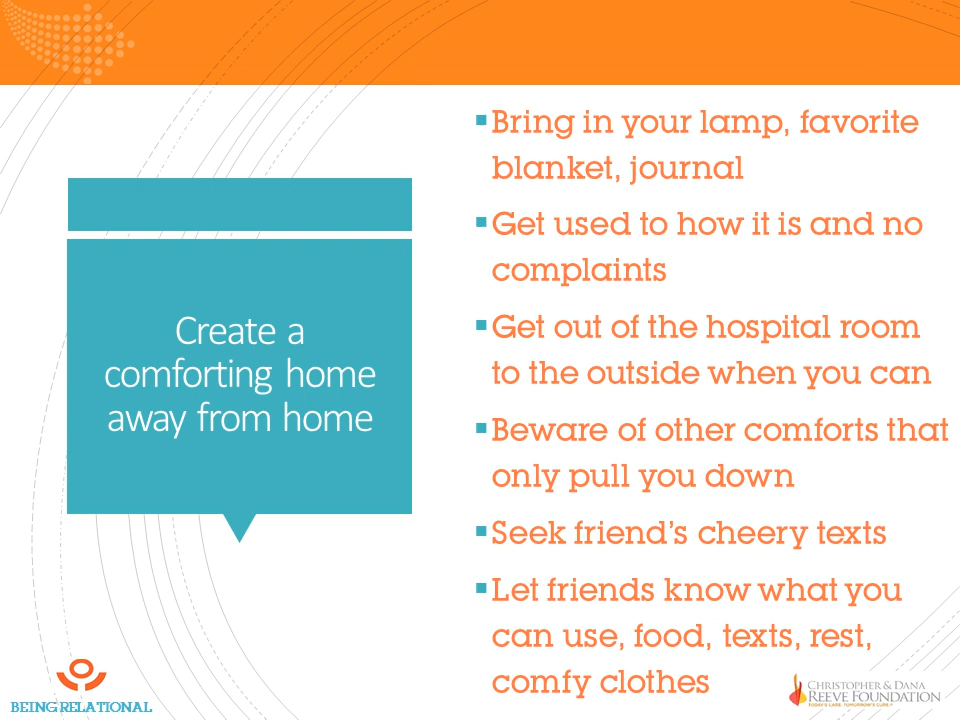 Create a
comforting home
away from home
▪Bring in your lamp, favorite
blanket, journal
▪Get used to how it is and no
complaints
▪Get out of the hospital room
to the outside when you can
▪Beware of other comforts that
only pull you down
▪Seek friend's cheery texts
▪Let friends know what you
can use, food, texts, rest,
comfy clothes
BEING RELATIONAL
CHRISTOPHER & DANA
REEVE FOUNDATION
TODAY'S CARE. TOMORROW'S CURE.®